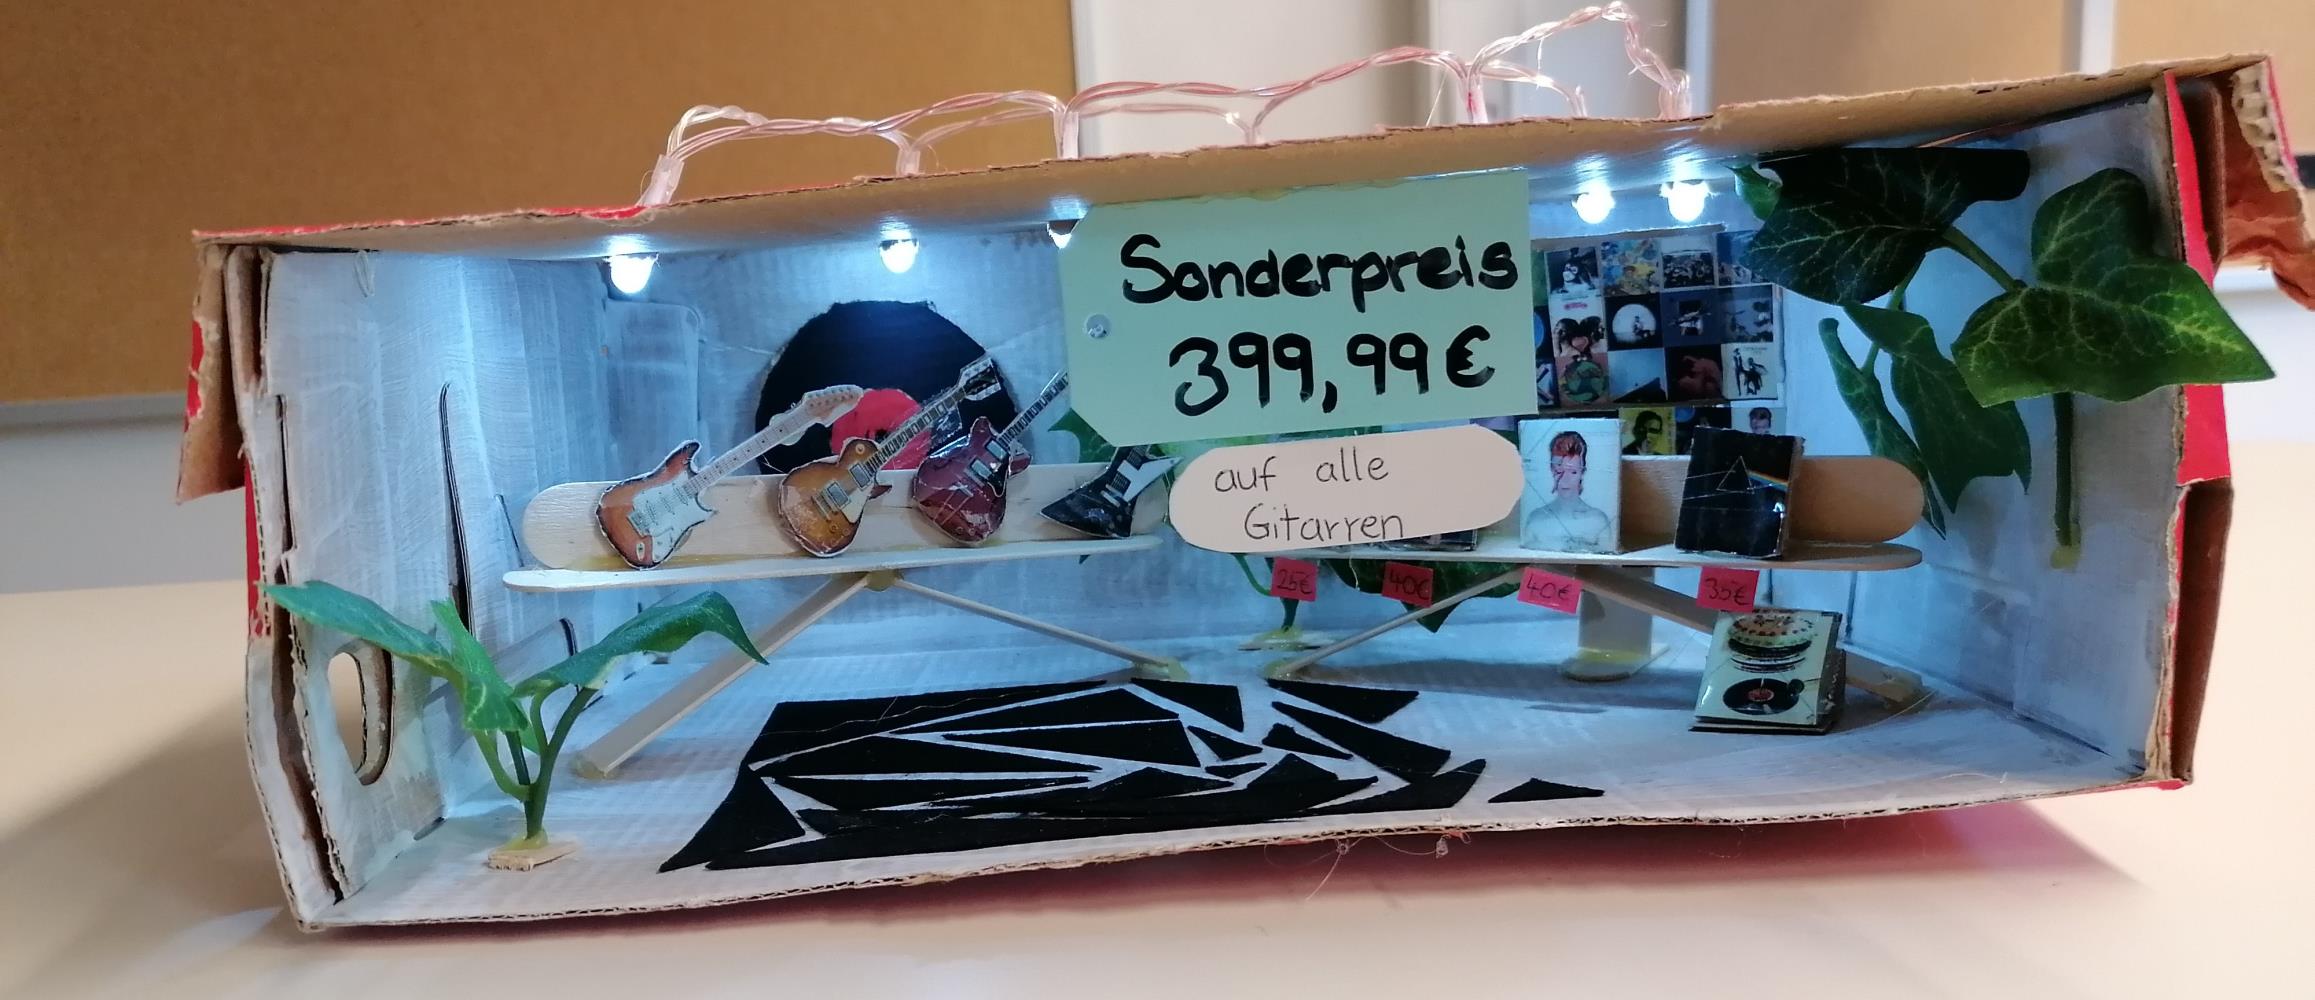 Sonderpreis
399,99€
auf alle
Gitarren
25€ 40€ 40€ 35€